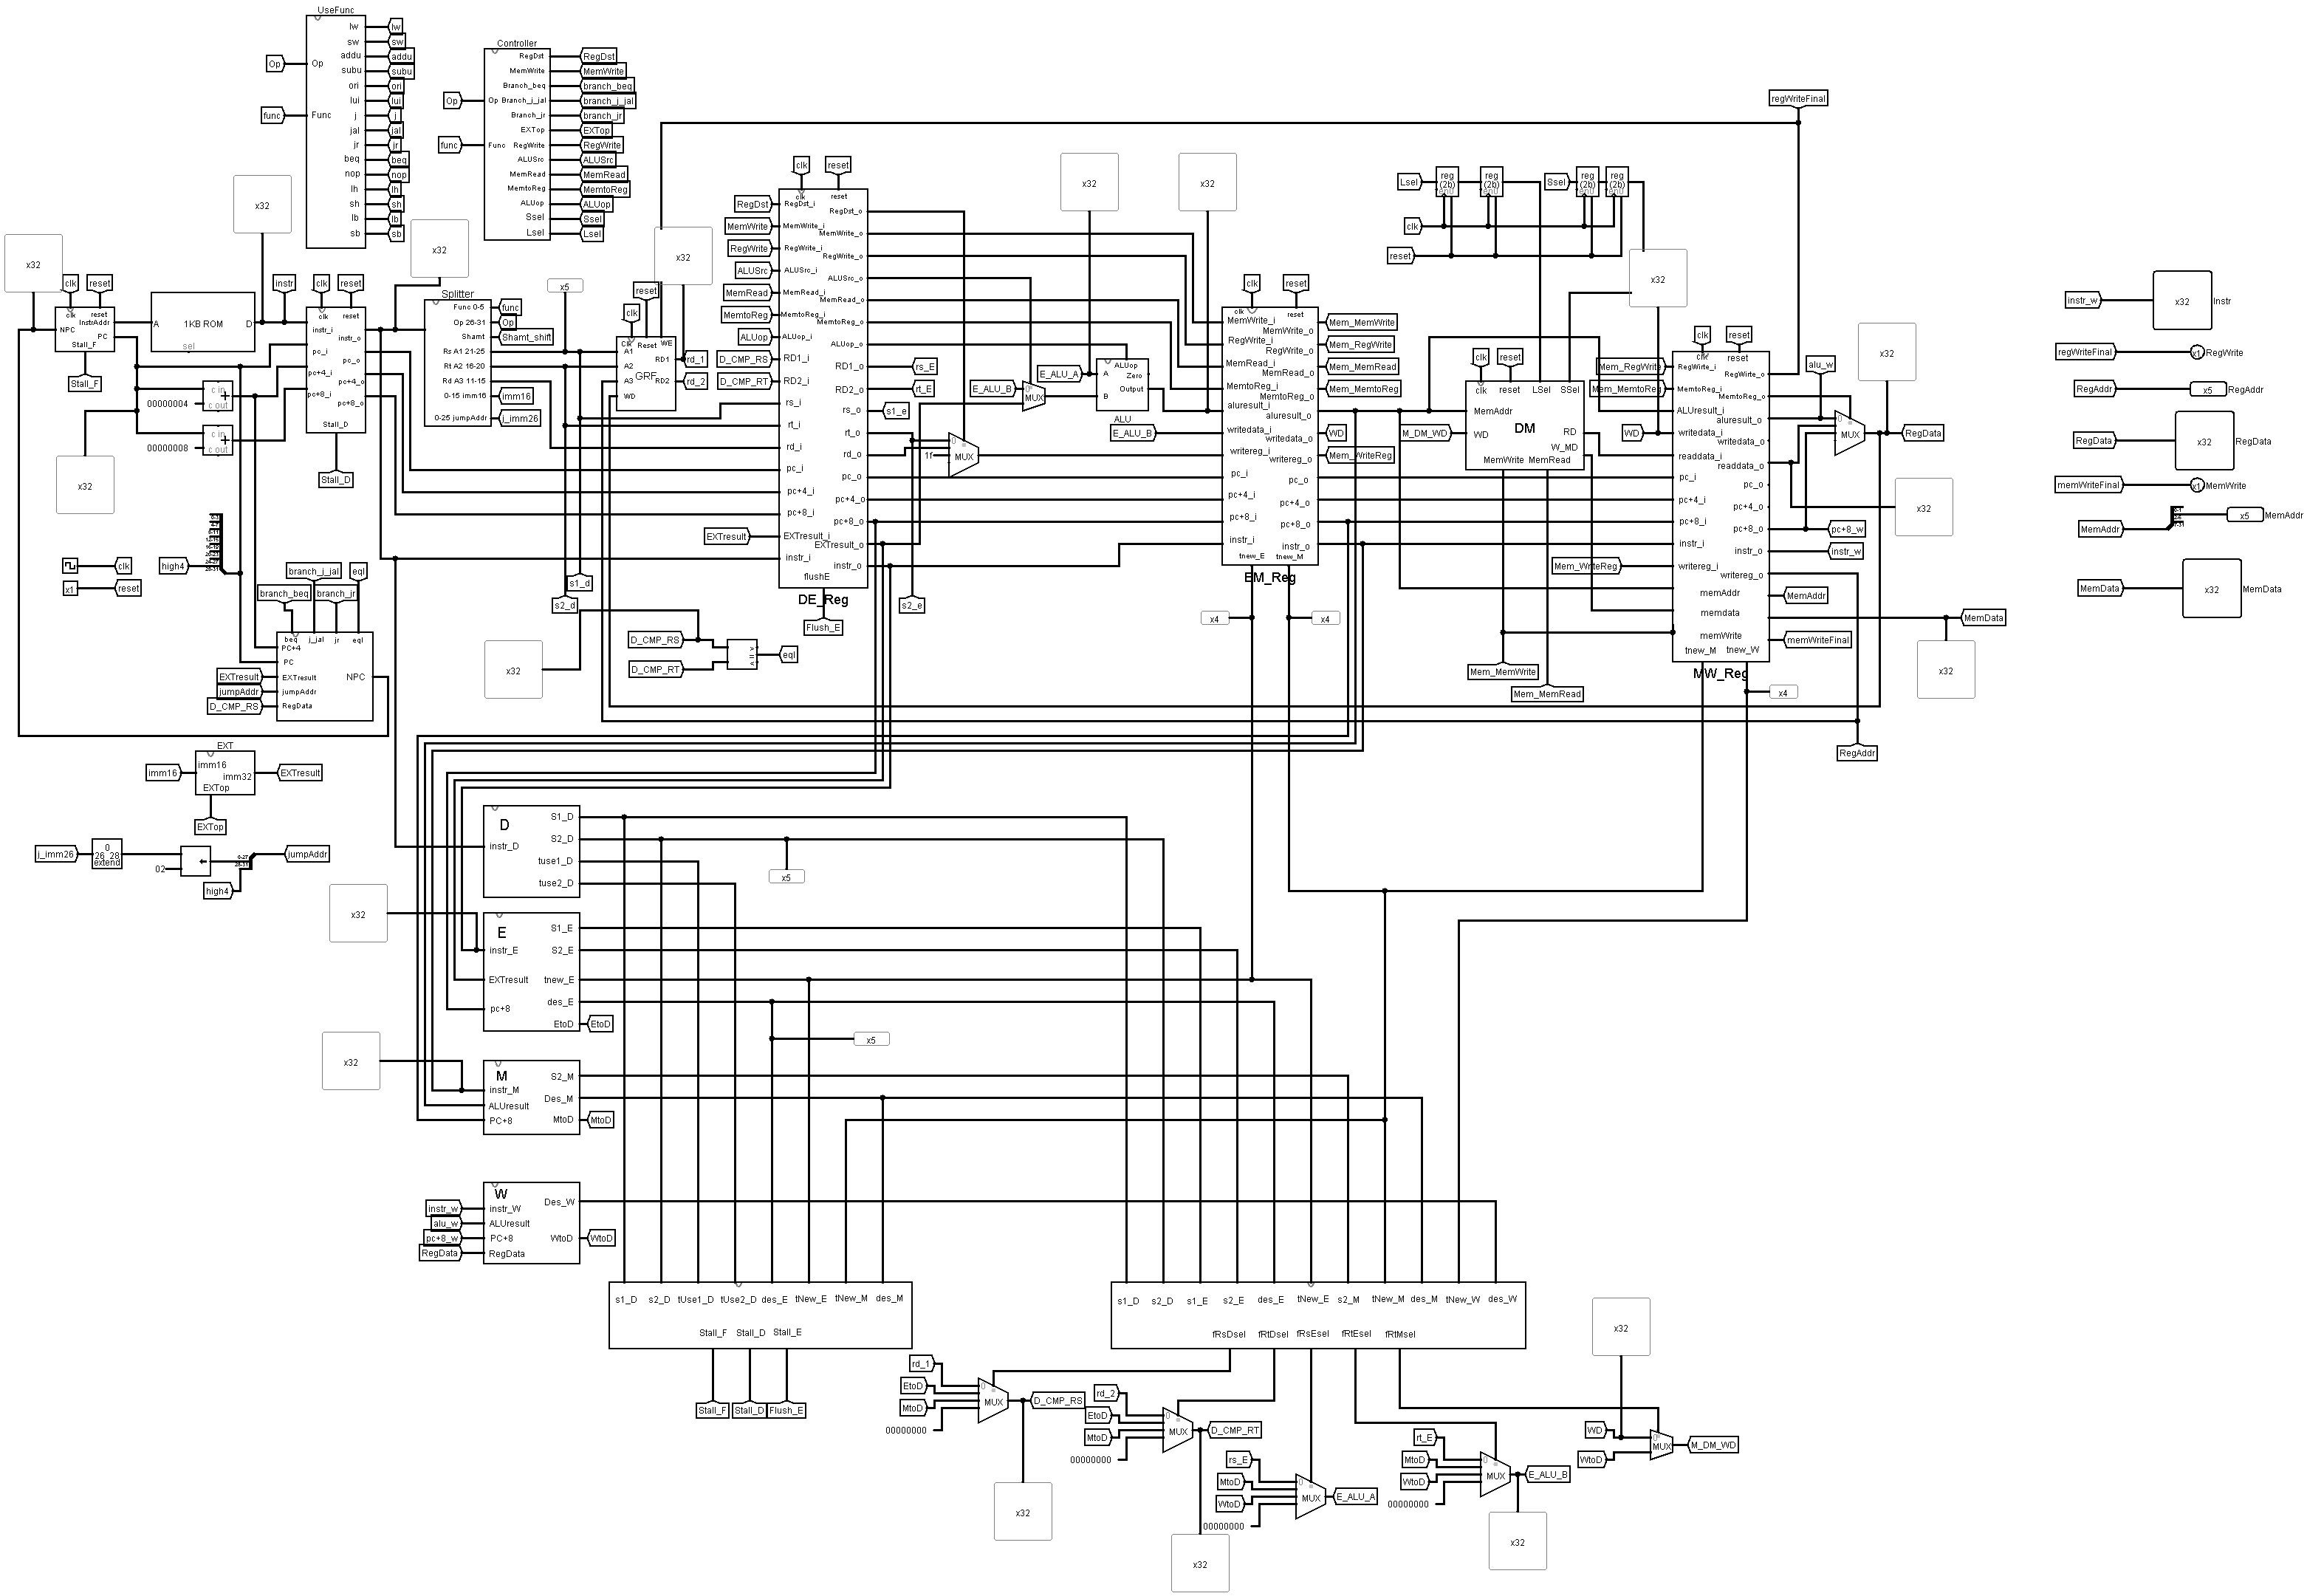 UseFunc
Op
func
Op
Func
lw
sw
addu
subu
ori
lui
j
jal
jr
beq
nop
lh
sh
lb
sb
lw
sw
addu
subu
ori
lui
j
jal
jr
beq
nop
lh
sh
lb
sb
Controller
Op
func
Op
Func
RegDst
MemWrite
Branch_beq
Branch_j_jal
Branch_jr
EXTop
RegWrite
ALUSrc
MemRead
MemtoReg
ALUop
Ssel
Lsel
RegDst
MemWrite
branch_beq
branch_j_jal
branch_jr
EXTop
RegWrite
ALUSrc
MemRead
MemtoReg
ALUop
Ssel
Lsel
regWriteFinal
x32
x32
x32
clk
reset
clk
reset
NPC
InstrAddr
PC
Stall_F
Stall_F
A
1KB ROM
D
sel
instr
clk
reset
clk
reset
instr_i
instr_o
pc_i
pc_o
pc+4_i
pc+4_o
pc+8_i
pc+8_o
Stall_D
Stall_D
00000004
c in
+
c out
00000008
c in
+
c out
x32
Splitter
Func 0-5
Op 26-31
Shamt
Rs A1 21-25
Rt A2 16-20
Rd A3 11-15
0-15 imm16
0-25 jumpAddr
func
Op
Shamt_shift
imm16
j_imm26
x5
x32
reset
clk
Clk
Reset
WE
A1
A2
A3
WD
GRF
RD1
RD2
rd_1
rd_2
clk
reset
clk
reset
RegDst
MemWrite
RegWrite
ALUSrc
MemRead
MemtoReg
ALUop
D_CMP_RS
D_CMP_RT
RegDst_i
MemWrite_i
RegWrite_i
ALUSrc_i
MemRead_i
MemtoReg_i
ALUop_i
RD1_i
RD2_i
rs_i
rt_i
rd_i
pc_i
pc+4_i
pc+8_i
EXTresult_i
instr_i
flushE
EXTresult
RegDst_o
MemWrite_o
RegWrite_o
ALUSrc_o
MemRead_o
MemtoReg_o
ALUop_o
RD1_o
RD2_o
rs_o
rt_o
rd_o
pc_o
pc+4_o
pc+8_o
EXTresult_o
instr_o
DE_Reg
Flush_E
rs_E
rt_E
s1_e
s2_e
s1_d
s2_d
0
1f
MUX
x32
x32
E_ALU_A
E_ALU_B
0
MUX
A
B
ALUop
Zero
Output
ALU
E_ALU_B
clk
reset
clk
reset
MemWrite_i
RegWrite_i
MemRead_i
MemtoReg_i
aluresult_i
writedata_i
writereg_i
pc_i
pc+4_i
pc+8_i
instr_i
MemWrite_o
RegWrite_o
MemRead_o
MemtoReg_o
aluresult_o
writedata_o
writereg_o
pc_o
pc+4_o
pc+8_o
instr_o
tnew_E
tnew_M
EM_Reg
x4
x4
Mem_MemWrite
Mem_RegWrite
Mem_MemRead
Mem_MemtoReg
WD
Mem_WriteReg
Lsel
reg
(2b)
reg
(2b)
Ssel
reg
(2b)
reg
(2b)
clk
reset
x32
clk
reset
clk
reset
LSel
SSel
MemAddr
WD
DM
RD
W_MD
MemWrite
MemRead
M_DM_WD
Mem_MemWrite
Mem_MemRead
clk
reset
clk
reset
Mem_RegWrite
Mem_MemtoReg
WD
Mem_WriteReg
RegWrite_i
MemtoReg_i
ALUresult_i
writedata_i
readdata_i
pc_i
pc+4_i
pc+8_i
instr_i
writereg_i
RegWrite_o
MemtoReg_o
aluresult_o
writedata_o
readdata_o
pc_o
pc+4_o
pc+8_o
instr_o
writereg_o
memAddr
memdata
memWrite
tnew_M
tnew_W
MW_Reg
x4
alu_w
0
MUX
x32
RegData
x32
pc+8_w
instr_w
MemAddr
MemData
memWriteFinal
x32
RegAddr
instr_w
x32
Instr
regWriteFinal
x1
RegWrite
RegAddr
x5
RegAddr
RegData
x32
RegData
memWriteFinal
x1
MemWrite
MemAddr
x5
MemAddr
MemData
x32
MemData
high4
clk
x1
reset
branch_j_jal
eql
branch_beq
branch_jr
beq
j_jal
jr
eql
PC+4
PC
EXTresult
jumpAddr
RegData
NPC
EXTresult
jumpAddr
D_CMP_RS
x32
D_CMP_RS
D_CMP_RT
eql
EXT
imm16
imm16
imm32
EXTop
EXTresult
EXTop
j_imm26
0
26 28
extend
02
high4
jumpAddr
D
instr_D
S1_D
S2_D
tuse1_D
tuse2_D
x5
x32
E
instr_E
EXTresult
pc+8
S1_E
S2_E
tnew_E
des_E
EtoD
EtoD
x5
x32
M
instr_M
ALUresult
PC+8
S2_M
Des_M
MtoD
MtoD
W
instr_w
alu_w
pc+8_w
RegData
instr_W
ALUresult
PC+8
RegData
Des_W
WtoD
WtoD
s1_D
s2_D
tUse1_D
tUse2_D
des_E
tNew_E
tNew_M
des_M
Stall_F
Stall_D
Stall_E
Stall_F
Stall_D
Flush_E
s1_D
s2_D
s1_E
s2_E
des_E
tNew_E
s2_M
tNew_M
des_M
tNew_W
des_W
fRsDsel
fRtDsel
fRsEsel
fRtEsel
fRtMsel
rd_1
EtoD
MtoD
00000000
0
MUX
D_CMP_RS
x32
rd_2
EtoD
MtoD
00000000
0
MUX
D_CMP_RT
x32
rs_E
MtoD
WtoD
00000000
0
MUX
E_ALU_A
rt_E
MtoD
WtoD
00000000
0
MUX
E_ALU_B
x32
x32
WD
WtoD
0
MUX
M_DM_WD